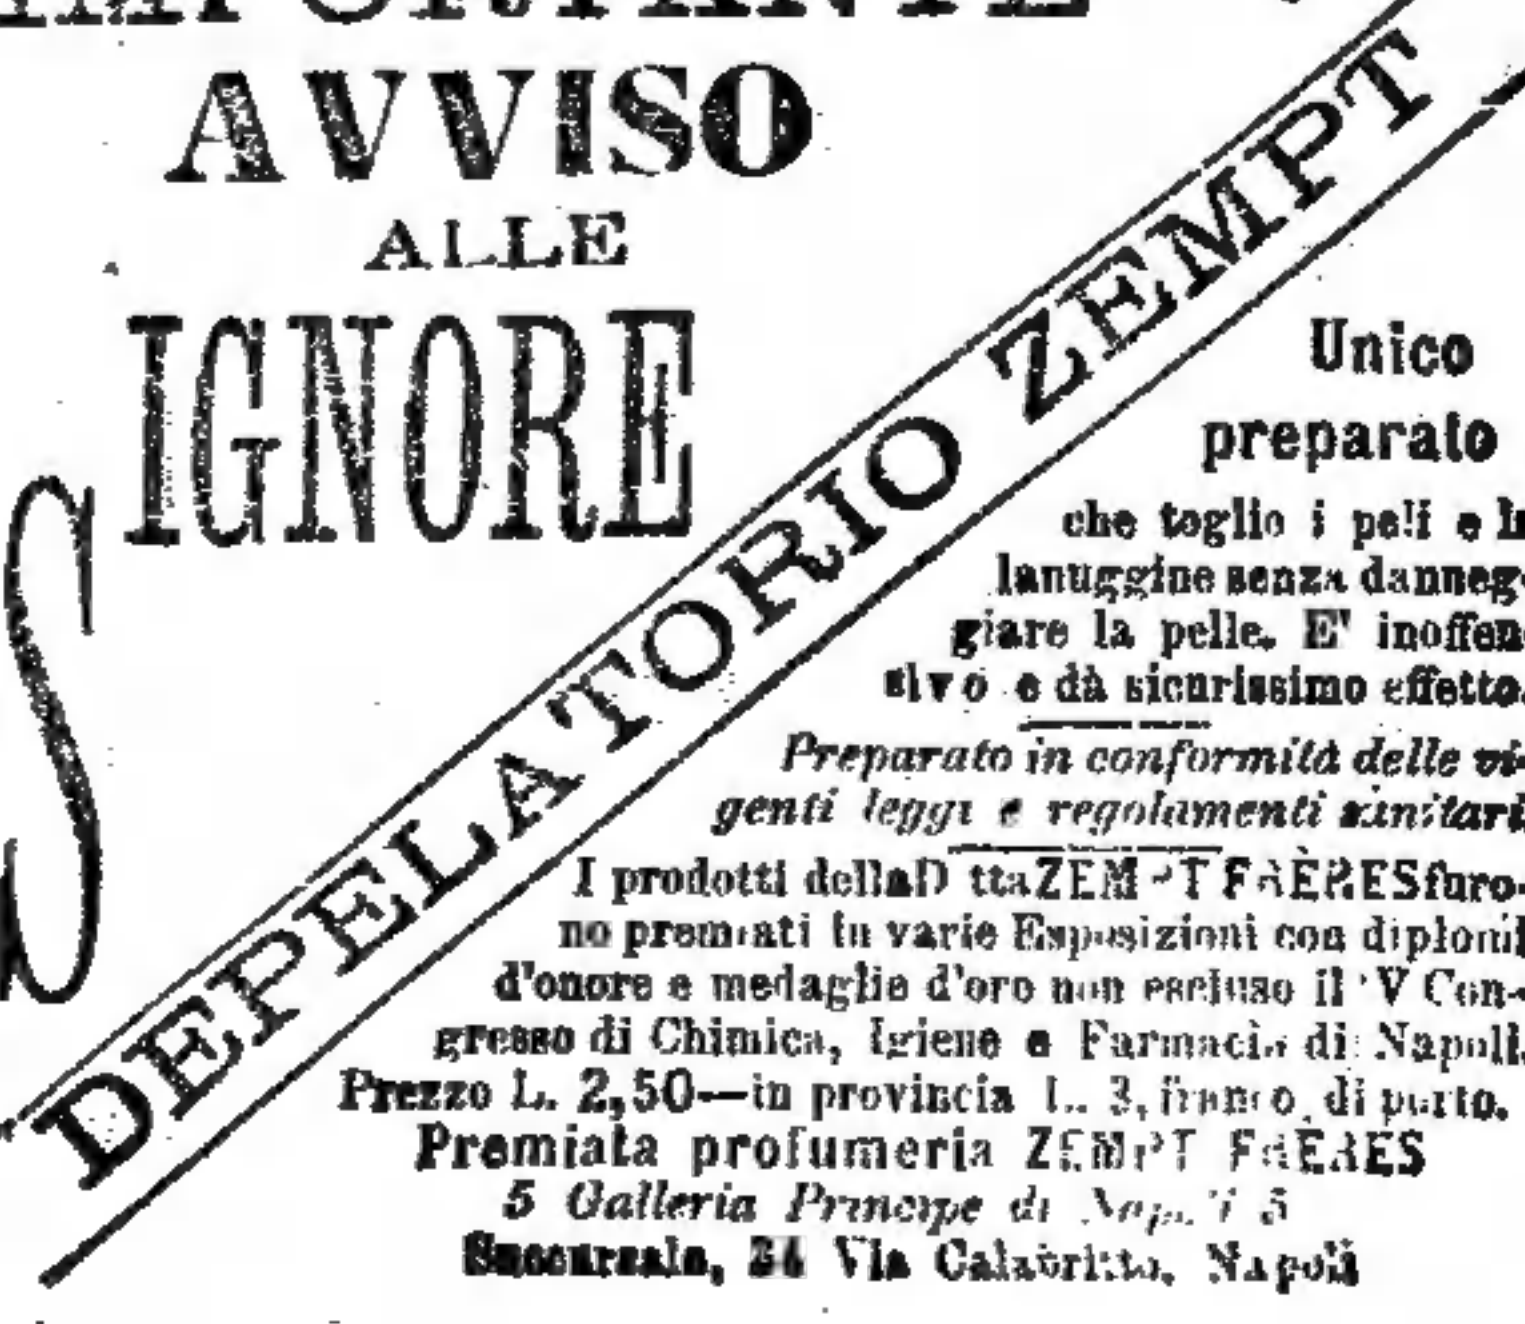 IMPORTANTE
AVVISO
ALLE
SIGNORE
DEPELATORIO ZEMPT
Unico
preparato
che toglie i peli e la
lanuggine senza danneg-
giare la pelle. E' inoffen-
sivo e dà sicurissimo effetto.
Preparato in conformità delle vi-
genti leggi e regolamenti sanitari
I prodotti della Ditta ZEMPT FRÈRES furo-
no premiati in varie Esposizioni con diplomi
d'onore e medaglie d'oro non escluso il V Con-
gresso di Chimica, Igiene e Farmacia di Napoli.
Prezzo L. 2,50—in provincia L. 3, franco di porto.
Premiata profumeria ZEMPT FRÈRES
5 Galleria Principe di Napoli 5
Succursale, 34 Via Calabritto, Napoli